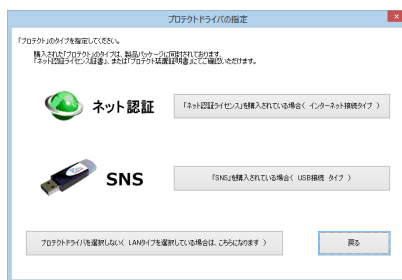 プロテクトドライバの指定
「プロテクト」のタイプを指定してください。
購入された「プロテクト」のタイプは、製品パッケージに同封されております、
「ネット認証ライセンス証書」、または「プロテクト装置証明書」にてご確認いただけます。
ネット認証
「ネット認証ライセンス」を購入されている場合( インターネット接続タイプ )
SNS
「SNS」を購入されている場合( USB接続 タイプ )
プロテクトドライバを選択しない( LANタイプを選択している場合は、こちらになります )
戻る